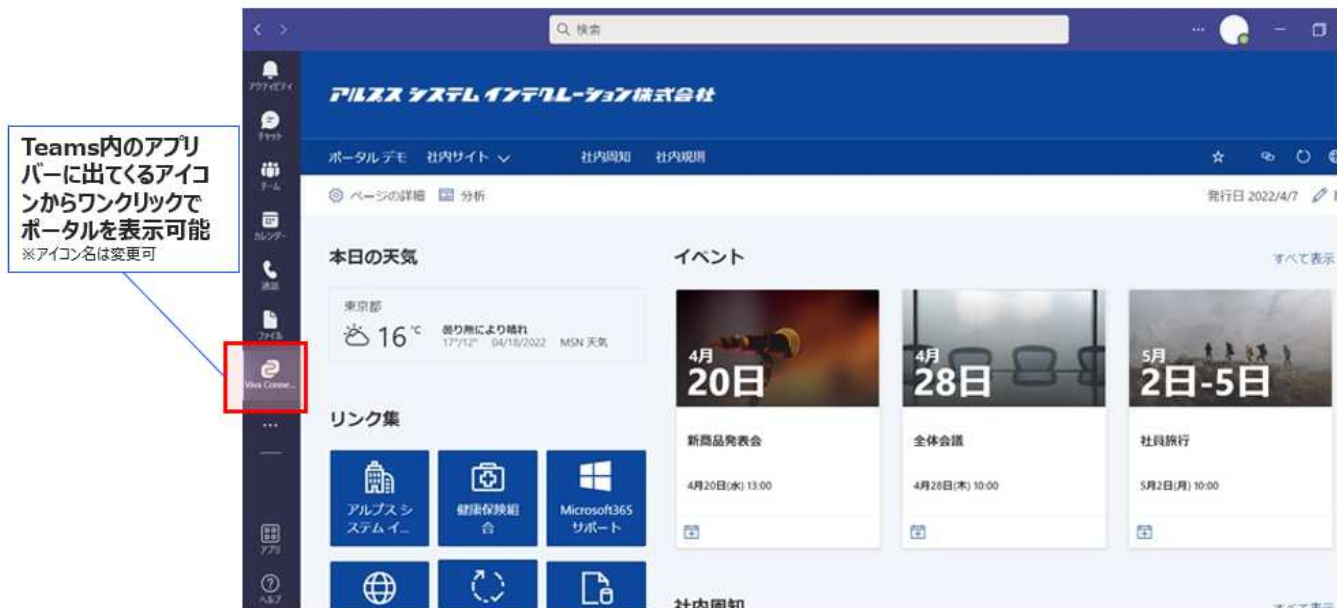 検索
アクティビティ
チャット
チーム
カレンダー
通話
ファイル
Viva Conne...
アプリ
ヘルプ
Teams内のアプリ
バーに出てくるアイコ
ンからワンクリックで
ポータルを表示可能
※アイコン名は変更可
アルプス システム インテグレーション株式会社
ポータル デモ 社内サイト 社内周知 社内規則
ページの詳細 分析 発行日 2022/4/7
本日の天気
東京都
16 ℃ 曇り所により晴れ
17°/12° 04/18/2022 MSN 天気
リンク集
アルプス シ
ステム イ...
健康保険組
合
Microsoft365
サポート
イベント すべて表示
4月
20日
新商品発表会
4月20日(水) 13:00
4月
28日
全体会議
4月28日(木) 10:00
5月
2日-5日
社員旅行
5月2日(月) 10:00
社内周知 すべて表示